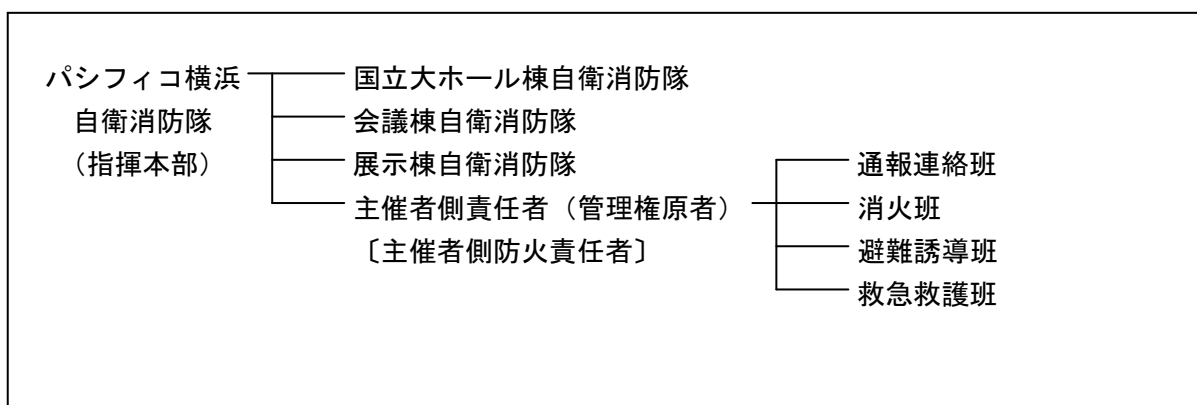 パシフィコ横浜
自衛消防隊
（指揮本部）
国立大ホール棟自衛消防隊
会議棟自衛消防隊
展示棟自衛消防隊
主催者側責任者（管理権原者）
〔主催者側防火責任者〕
通報連絡班
消火班
避難誘導班
救急救護班